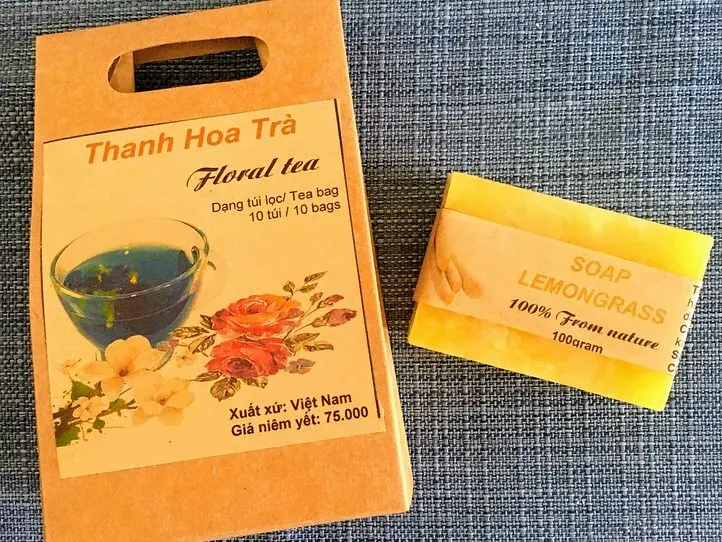 Thanh Hoa Trà
Floral tea
Dạng túi lọc/ Tea bag
10 túi / 10 bags
Xuất xứ: Việt Nam
Giá niêm yết: 75.000
SOAP
LEMONGRASS
100% From nature
100gram